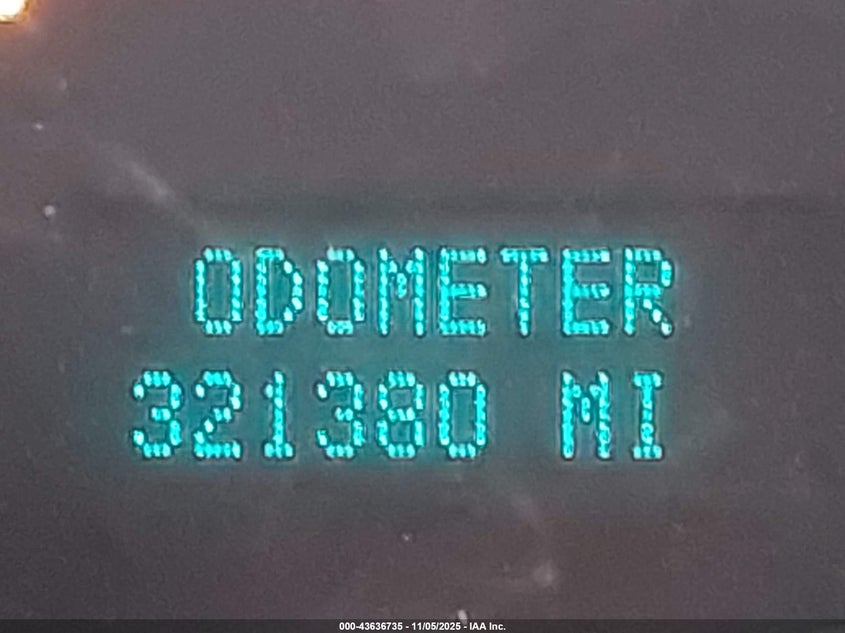 ODOMETER
321380 MI
000-43636735 - 11/05/2025 - IAA Inc.